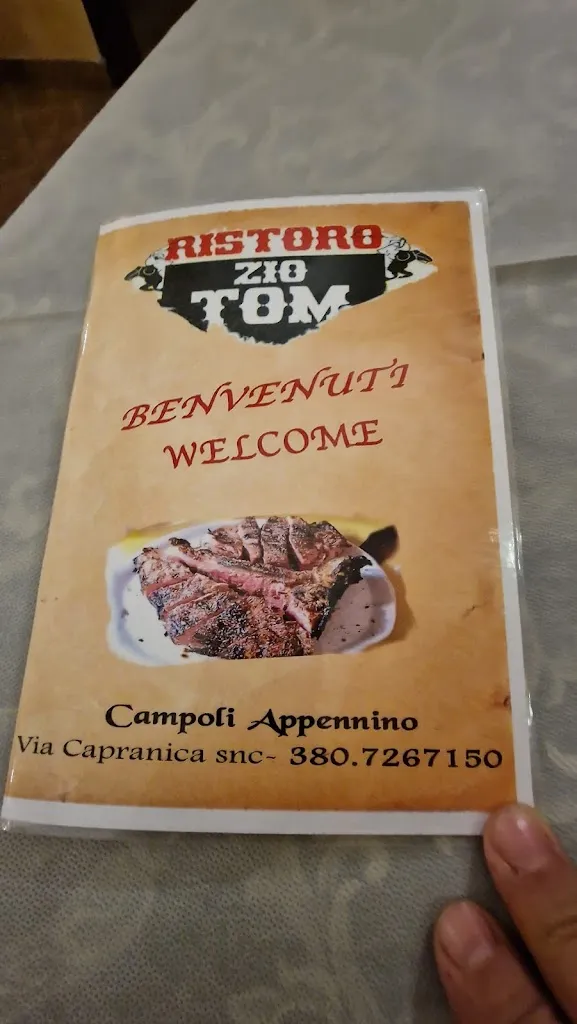 RISTORO
ZIO
TOM
BENVENUTI
WELCOME
Campoli Appennino
Via Capranica snc- 380.7267150